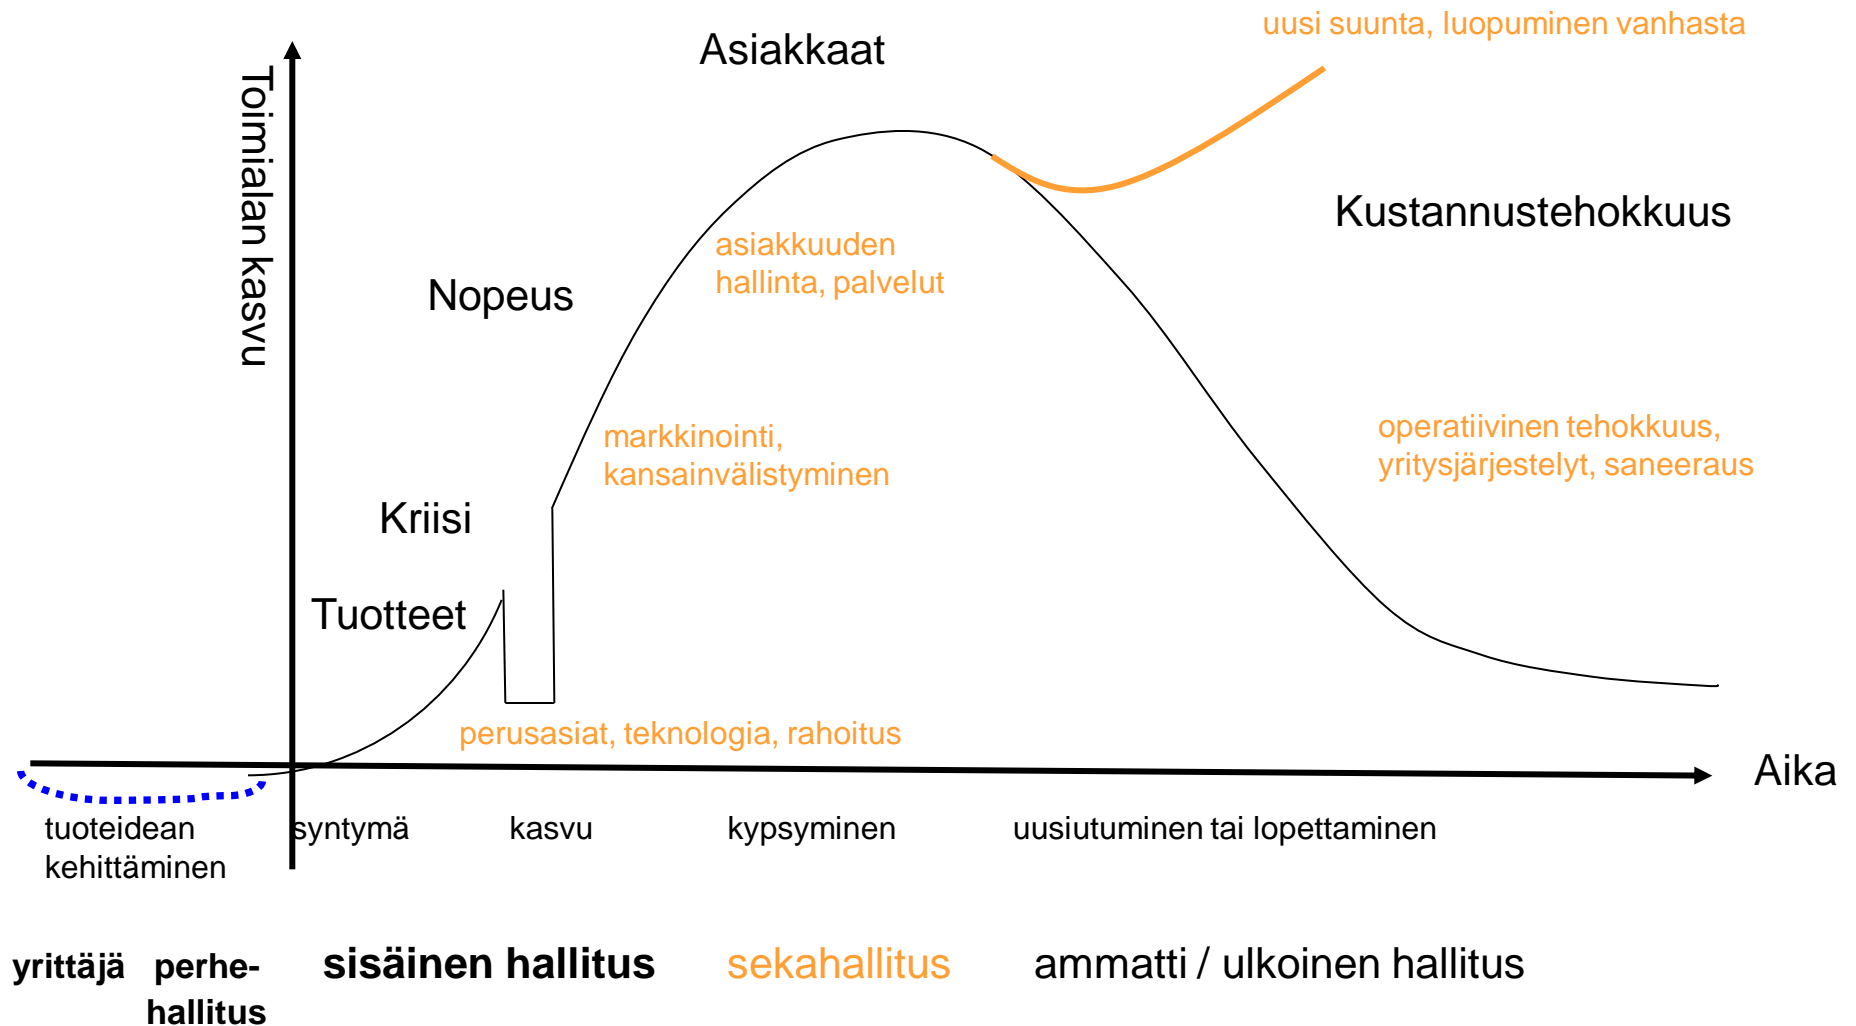 uusi suunta, luopuminen vanhasta
Asiakkaat
Toimialan kasvu
Kustannustehokkuus
asiakkuuden
hallinta, palvelut
Nopeus
markkinointi,
kansainvälistyminen
operatiivinen tehokkuus,
yritysjärjestelyt, saneeraus
Kriisi
Tuotteet
perusasiat, teknologia, rahoitus
Aika
tuoteidean
kehittäminen
syntymä
kasvu
kypsyminen
uusiutuminen tai lopettaminen
yrittäjä
perhe-
hallitus
sisäinen hallitus
sekahallitus
ammatti / ulkoinen hallitus